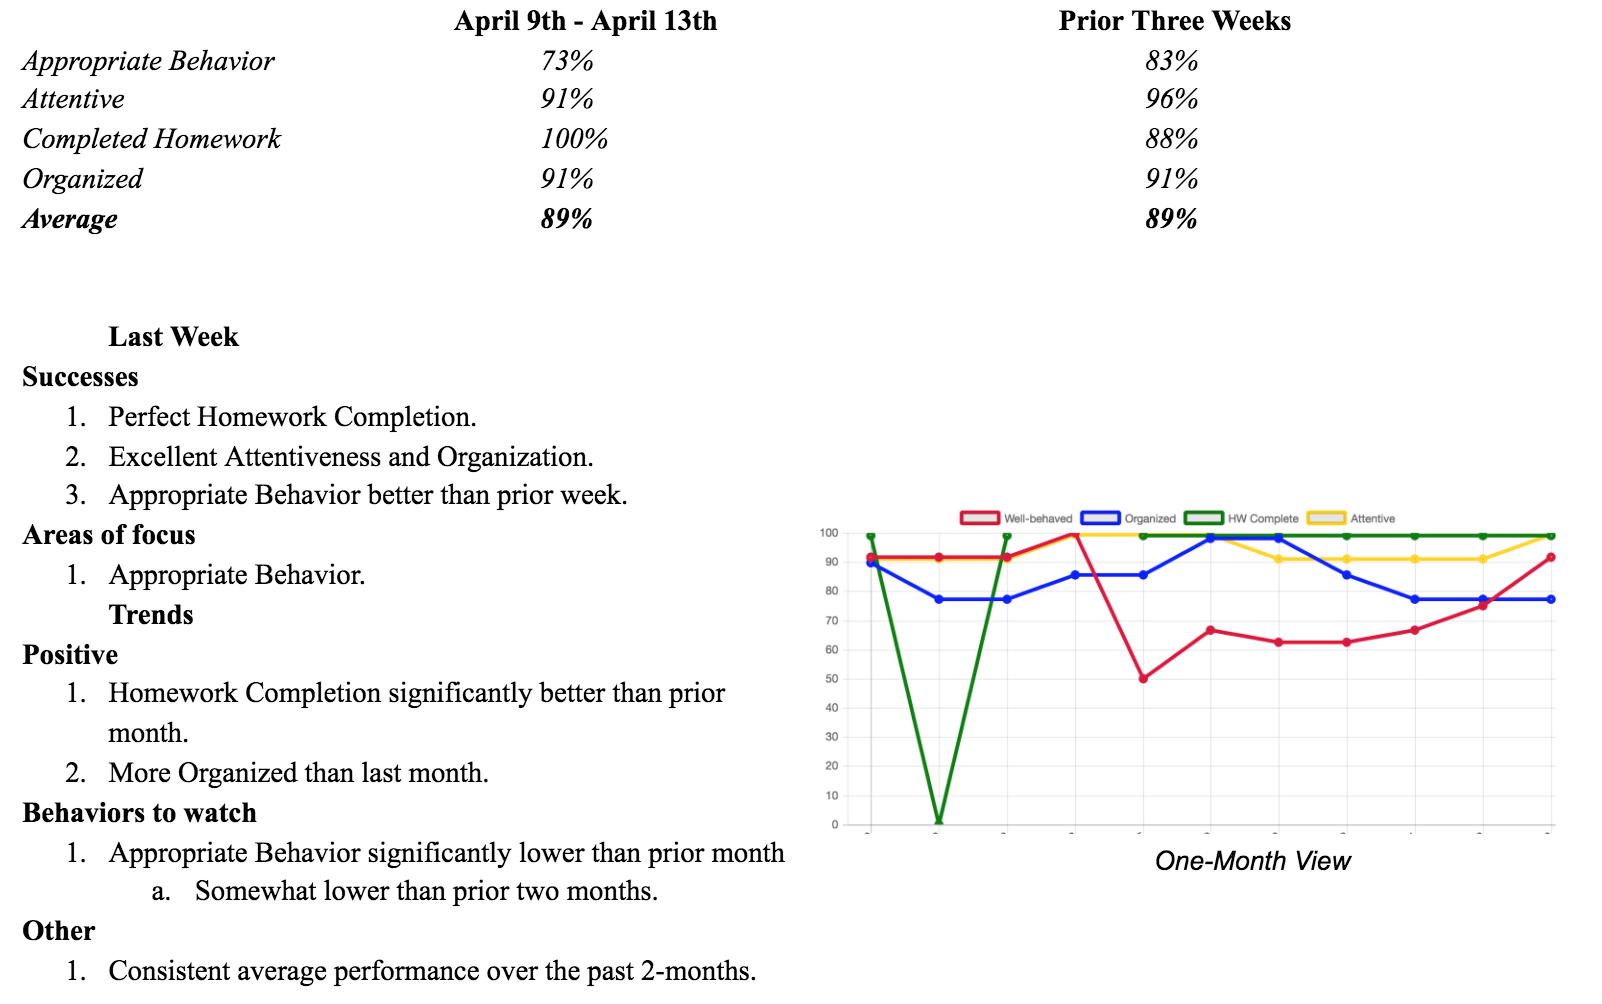 April 9th - April 13th Prior Three Weeks
Appropriate Behavior 73% 83%
Attentive 91% 96%
Completed Homework 100% 88%
Organized 91% 91%
Average 89% 89%
Last Week
Successes
1. Perfect Homework Completion.
2. Excellent Attentiveness and Organization.
3. Appropriate Behavior better than prior week.
Areas of focus
1. Appropriate Behavior.
Trends
Positive
1. Homework Completion significantly better than prior
month.
2. More Organized than last month.
Behaviors to watch
1. Appropriate Behavior significantly lower than prior month
a. Somewhat lower than prior two months.
Other
1. Consistent average performance over the past 2-months.
Well-behaved Organized HW Complete Attentive
100
90
80
70
60
50
40
30
20
10
0
One-Month View